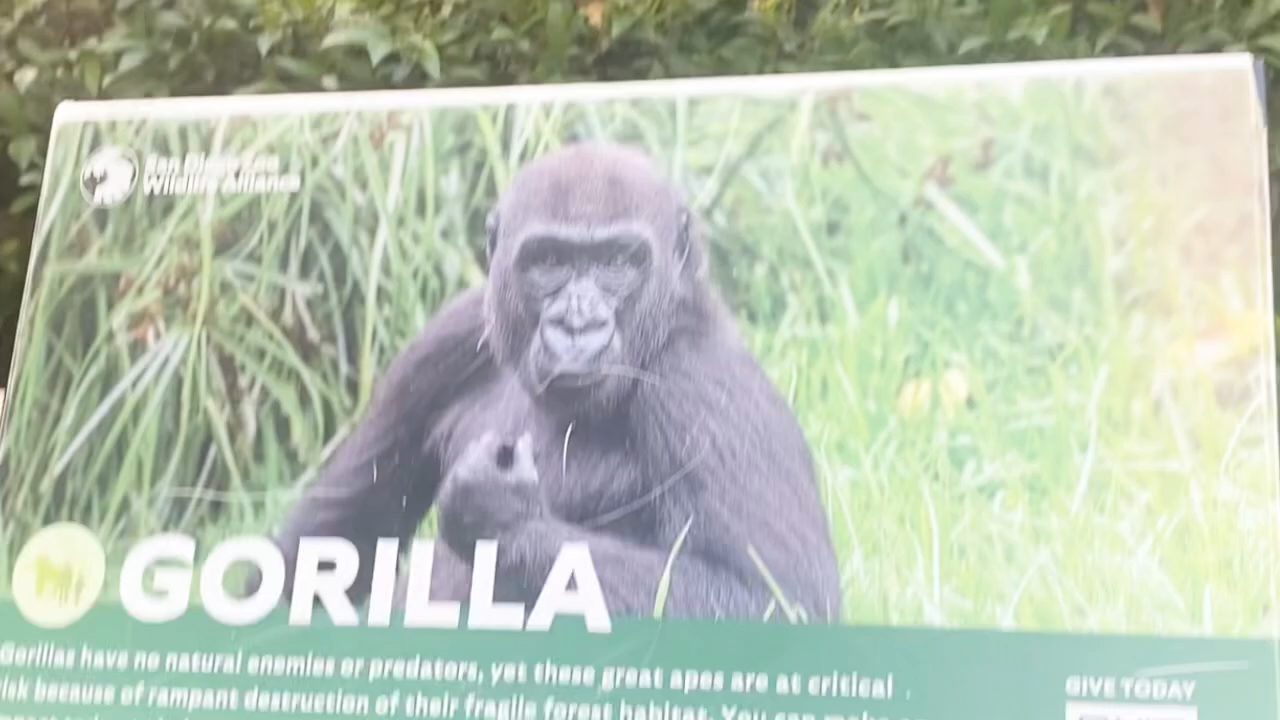 San Diego Zoo
Wildlife Alliance
GORILLA
Gorillas have no natural enemies or predators, yet these great apes are at critical
risk because of rampant destruction of their fragile forest habitat. You can make
GIVE TODAY